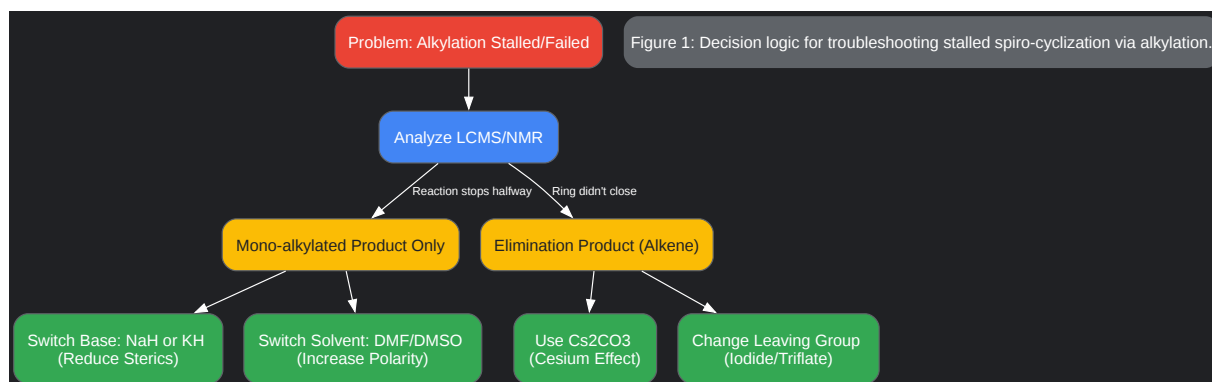 Problem: Alkylation Stalled/Failed
Figure 1: Decision logic for troubleshooting stalled spiro-cyclization via alkylation.
Analyze LCMS/NMR
Reaction stops halfway
Ring didn't close
Mono-alkylated Product Only
Elimination Product (Alkene)
Switch Base: NaH or KH
(Reduce Sterics)
Switch Solvent: DMF/DMSO
(Increase Polarity)
Use Cs2CO3
(Cesium Effect)
Change Leaving Group
(Iodide/Triflate)